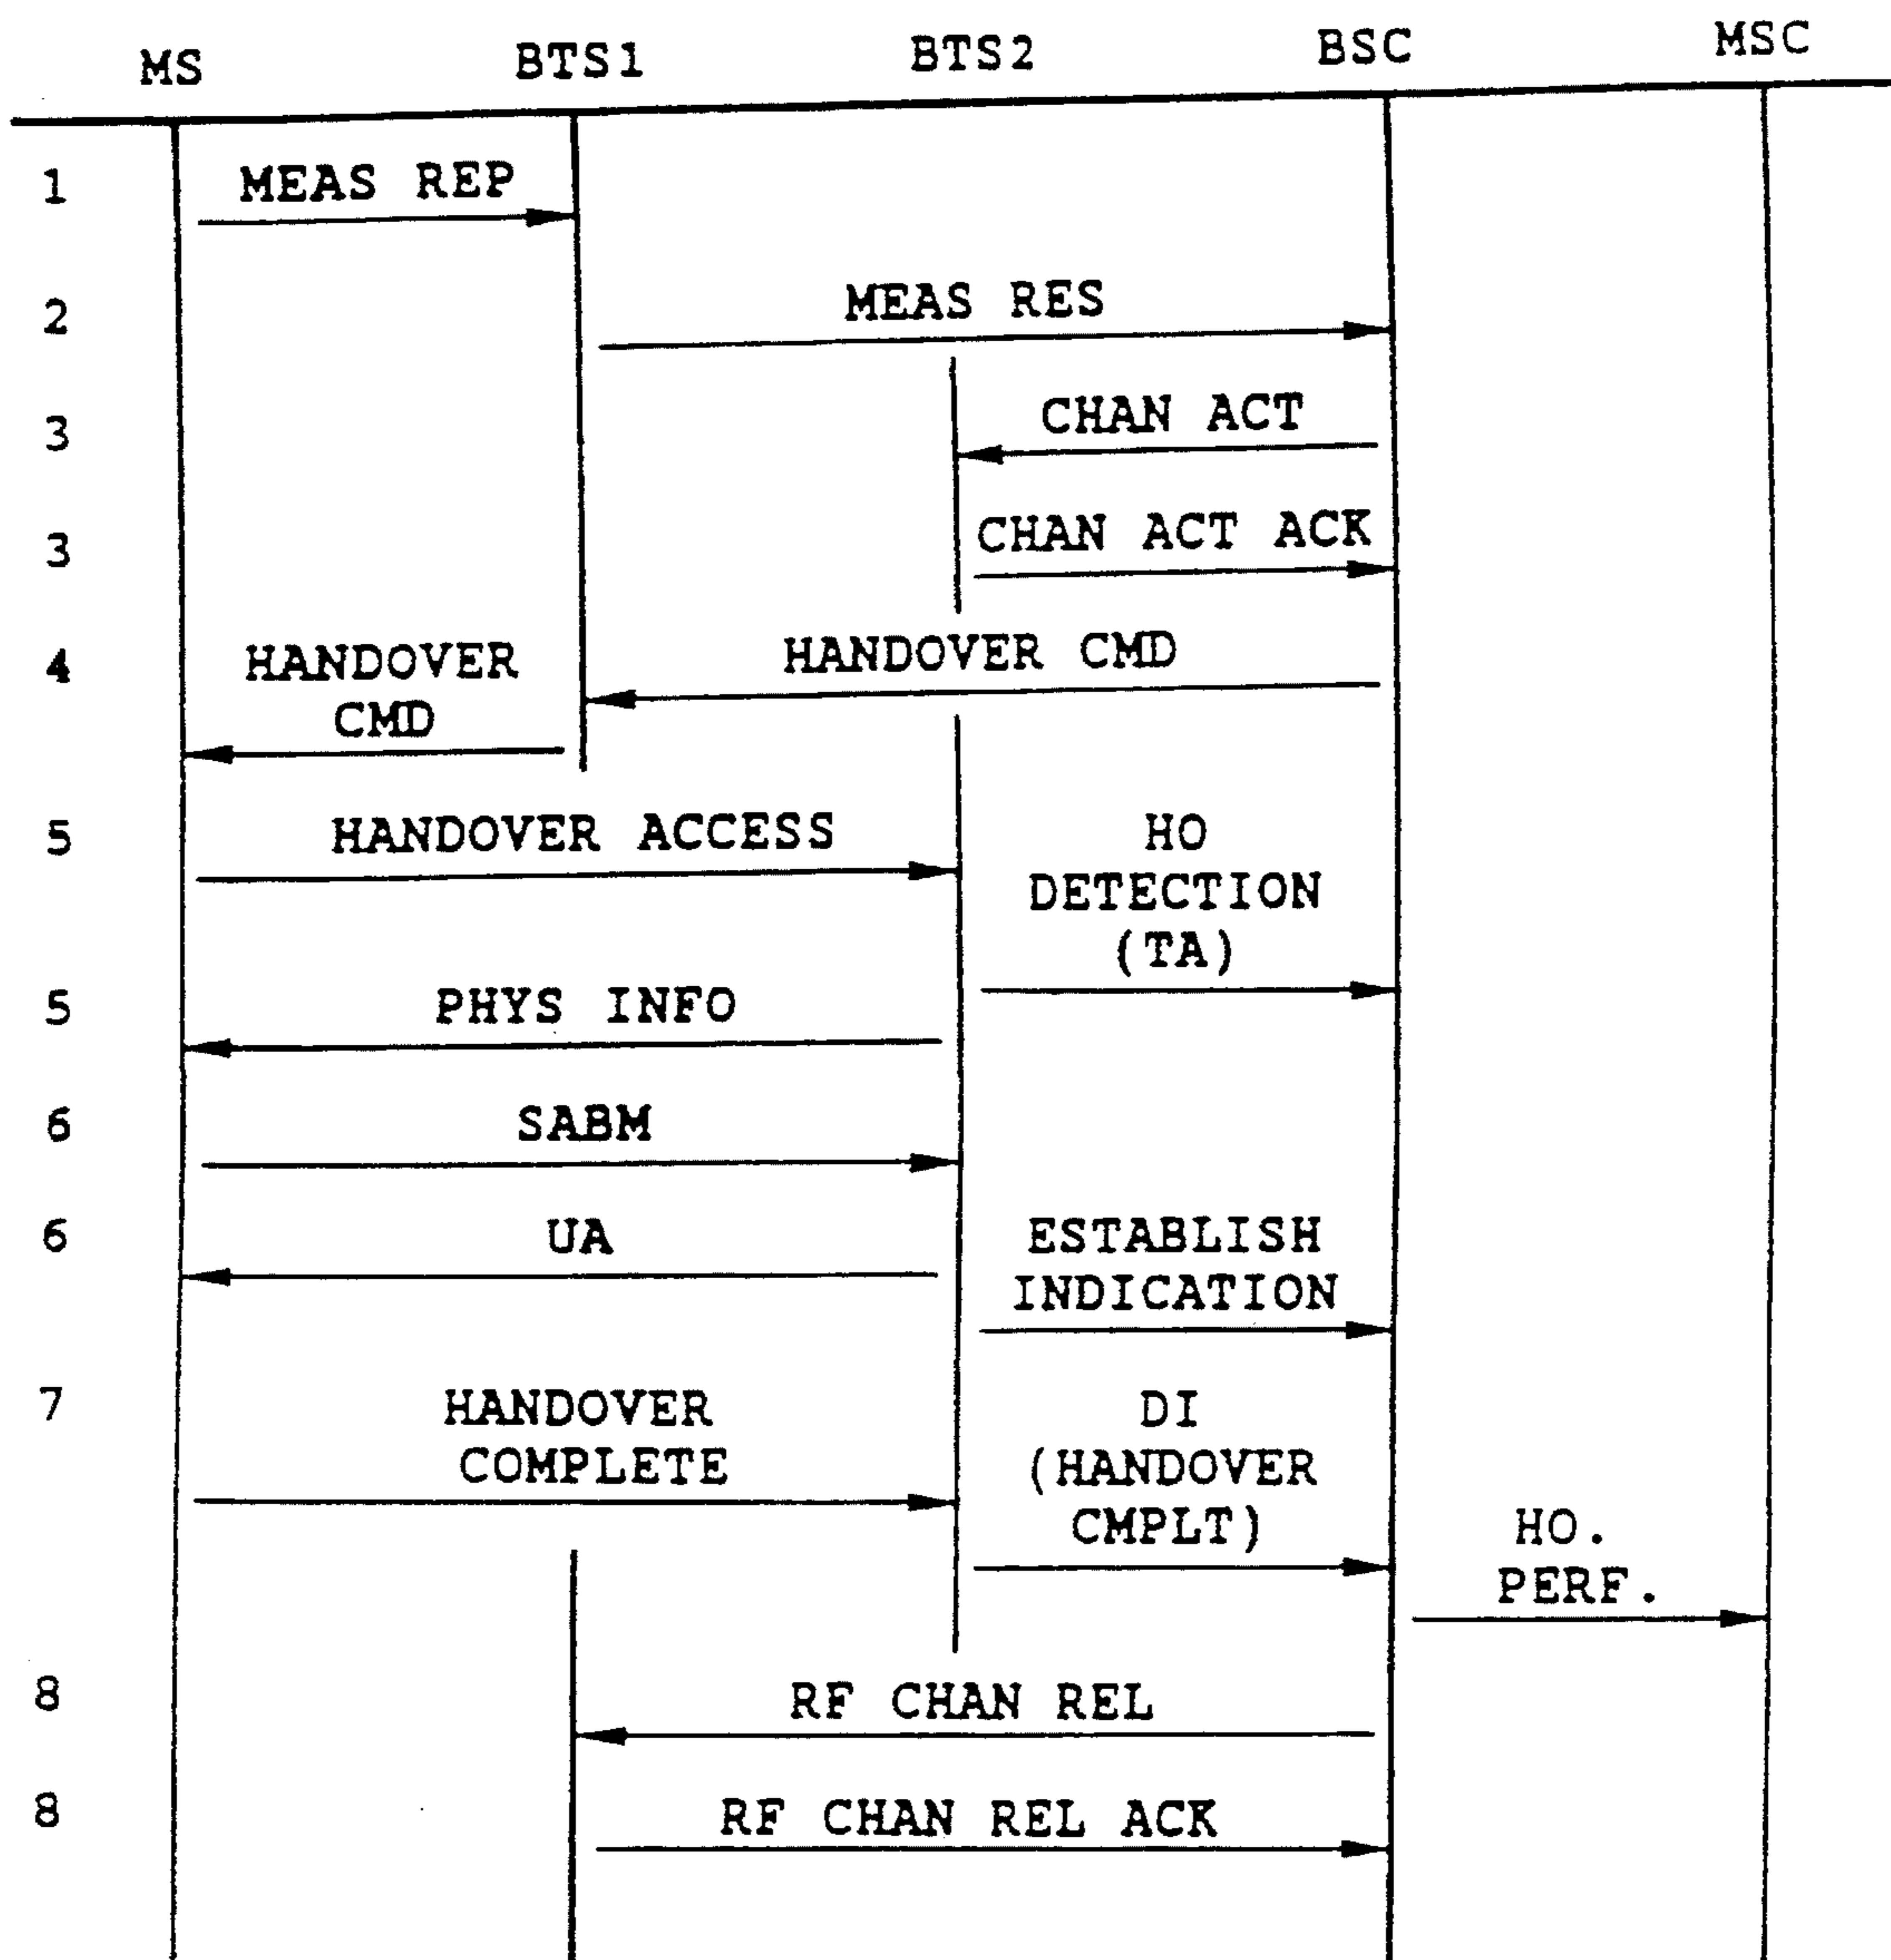 MS BTS1 BTS2 BSC MSC
1 MEAS REP
2 MEAS RES
3 CHAN ACT
3 CHAN ACT ACK
4 HANDOVER CMD HANDOVER CMD
5 HANDOVER ACCESS HO DETECTION (TA)
5 PHYS INFO
6 SABM
6 UA ESTABLISH INDICATION
7 HANDOVER COMPLETE DI (HANDOVER CMPLT) HO. PERF.
8 RF CHAN REL
8 RF CHAN REL ACK